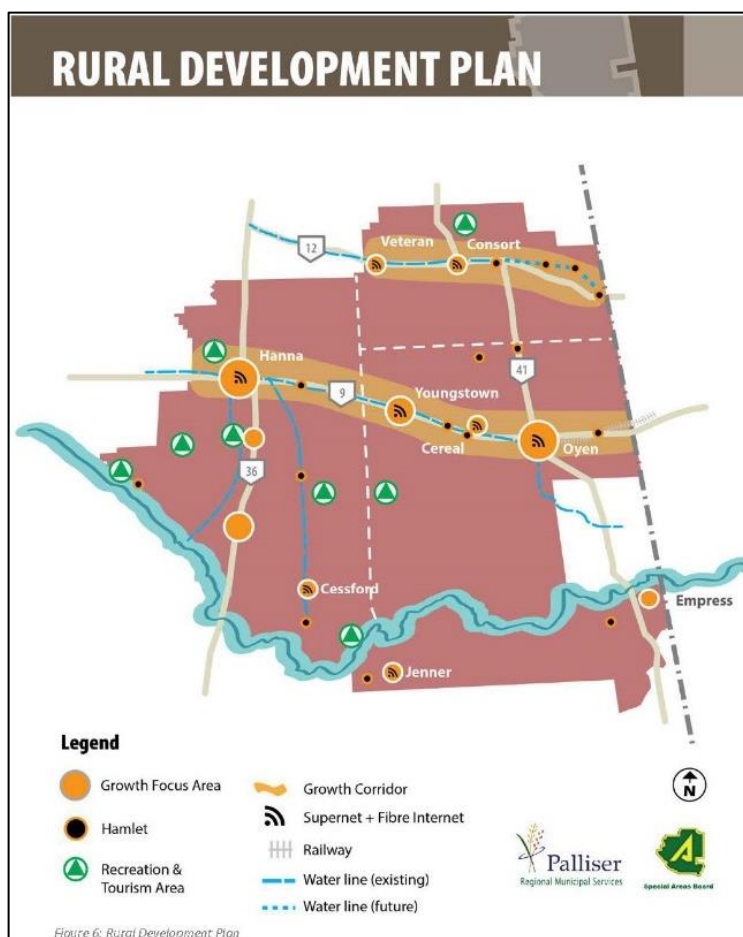 RURAL DEVELOPMENT PLAN
12
Veteran
Consort
Hanna
9
Youngstown
41
Cereal
Oyen
36
Cessford
Empress
Jenner
Legend
Growth Focus Area
Hamlet
Recreation &
Tourism Area
Growth Corridor
Supernet + Fibre Internet
Railway
Water line (existing)
Water line (future)
N
Palliser
Regional Municipal Services
Special Areas Board
Figure 6: Rural Development Plan